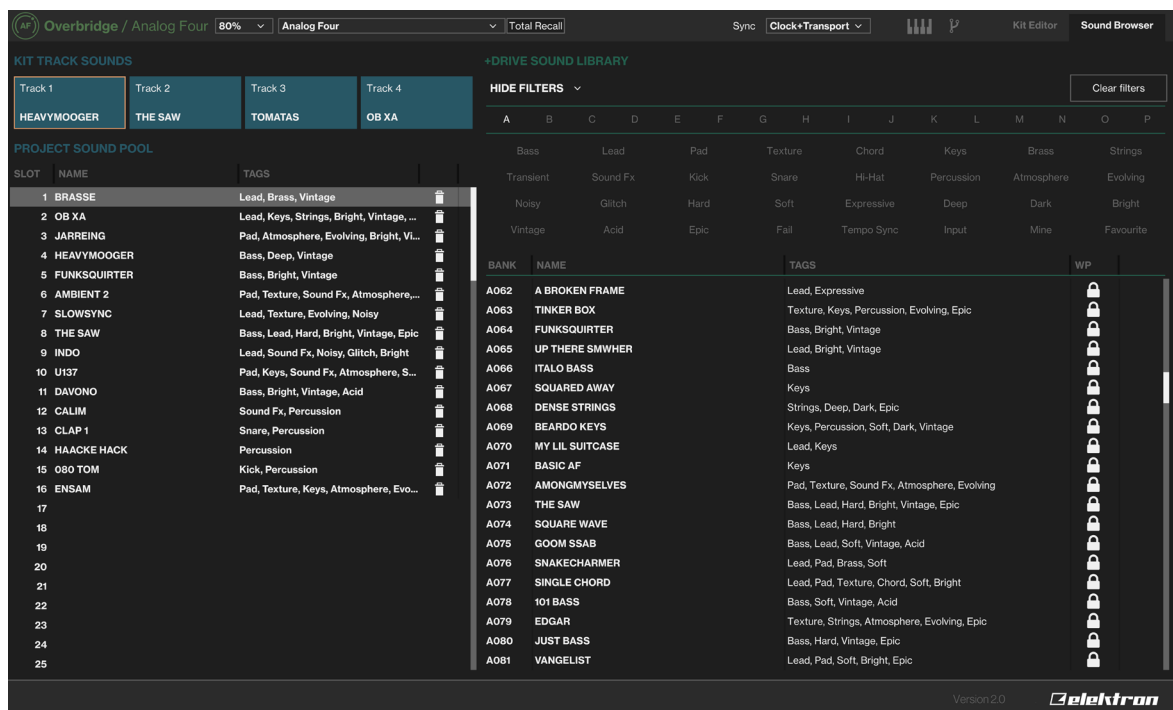 AF Overbridge / Analog Four 80% Analog Four Total Recall Sync Clock+Transport Kit Editor Sound Browser
KIT TRACK SOUNDS
Track 1 Track 2 Track 3 Track 4
HEAVYMOOGER THE SAW TOMATAS OB XA
PROJECT SOUND POOL
SLOT NAME TAGS
1 BRASSE Lead, Brass, Vintage
2 OB XA Lead, Keys, Strings, Bright, Vintage, ...
3 JARREING Pad, Atmosphere, Evolving, Bright, Vi...
4 HEAVYMOOGER Bass, Deep, Vintage
5 FUNKSQUIRTER Bass, Bright, Vintage
6 AMBIENT 2 Pad, Texture, Sound Fx, Atmosphere,...
7 SLOWSYNC Lead, Texture, Evolving, Noisy
8 THE SAW Bass, Lead, Hard, Bright, Vintage, Epic
9 INDO Lead, Sound Fx, Noisy, Glitch, Bright
10 U137 Pad, Keys, Sound Fx, Atmosphere, S...
11 DAVONO Bass, Bright, Vintage, Acid
12 CALIM Sound Fx, Percussion
13 CLAP 1 Snare, Percussion
14 HAACKE HACK Percussion
15 080 TOM Kick, Percussion
16 ENSAM Pad, Texture, Keys, Atmosphere, Evo...
17
18
19
20
21
22
23
24
25
+DRIVE SOUND LIBRARY
HIDE FILTERS Clear filters
A B C D E F G H I J K L M N O P
Bass Lead Pad Texture Chord Keys Brass Strings
Transient Sound Fx Kick Snare Hi-Hat Percussion Atmosphere Evolving
Noisy Glitch Hard Soft Expressive Deep Dark Bright
Vintage Acid Epic Fail Tempo Sync Input Mine Favourite
BANK NAME TAGS WP
A062 A BROKEN FRAME Lead, Expressive
A063 TINKER BOX Texture, Keys, Percussion, Evolving, Epic
A064 FUNKSQUIRTER Bass, Bright, Vintage
A065 UP THERE SMWHER Lead, Bright, Vintage
A066 ITALO BASS Bass
A067 SQUARED AWAY Keys
A068 DENSE STRINGS Strings, Deep, Dark, Epic
A069 BEARDO KEYS Keys, Percussion, Soft, Dark, Vintage
A070 MY LIL SUITCASE Lead, Keys
A071 BASIC AF Keys
A072 AMONGMYSELVES Pad, Texture, Sound Fx, Atmosphere, Evolving
A073 THE SAW Bass, Lead, Hard, Bright, Vintage, Epic
A074 SQUARE WAVE Bass, Lead, Hard, Bright
A075 GOOM SSAB Bass, Lead, Soft, Vintage, Acid
A076 SNAKECHARMER Lead, Pad, Brass, Soft
A077 SINGLE CHORD Lead, Pad, Texture, Chord, Soft, Bright
A078 101 BASS Bass, Soft, Vintage, Acid
A079 EDGAR Texture, Strings, Atmosphere, Evolving, Epic
A080 JUST BASS Bass, Hard, Vintage, Epic
A081 VANGELIST Lead, Pad, Soft, Bright, Epic
Version 2.0 elektron